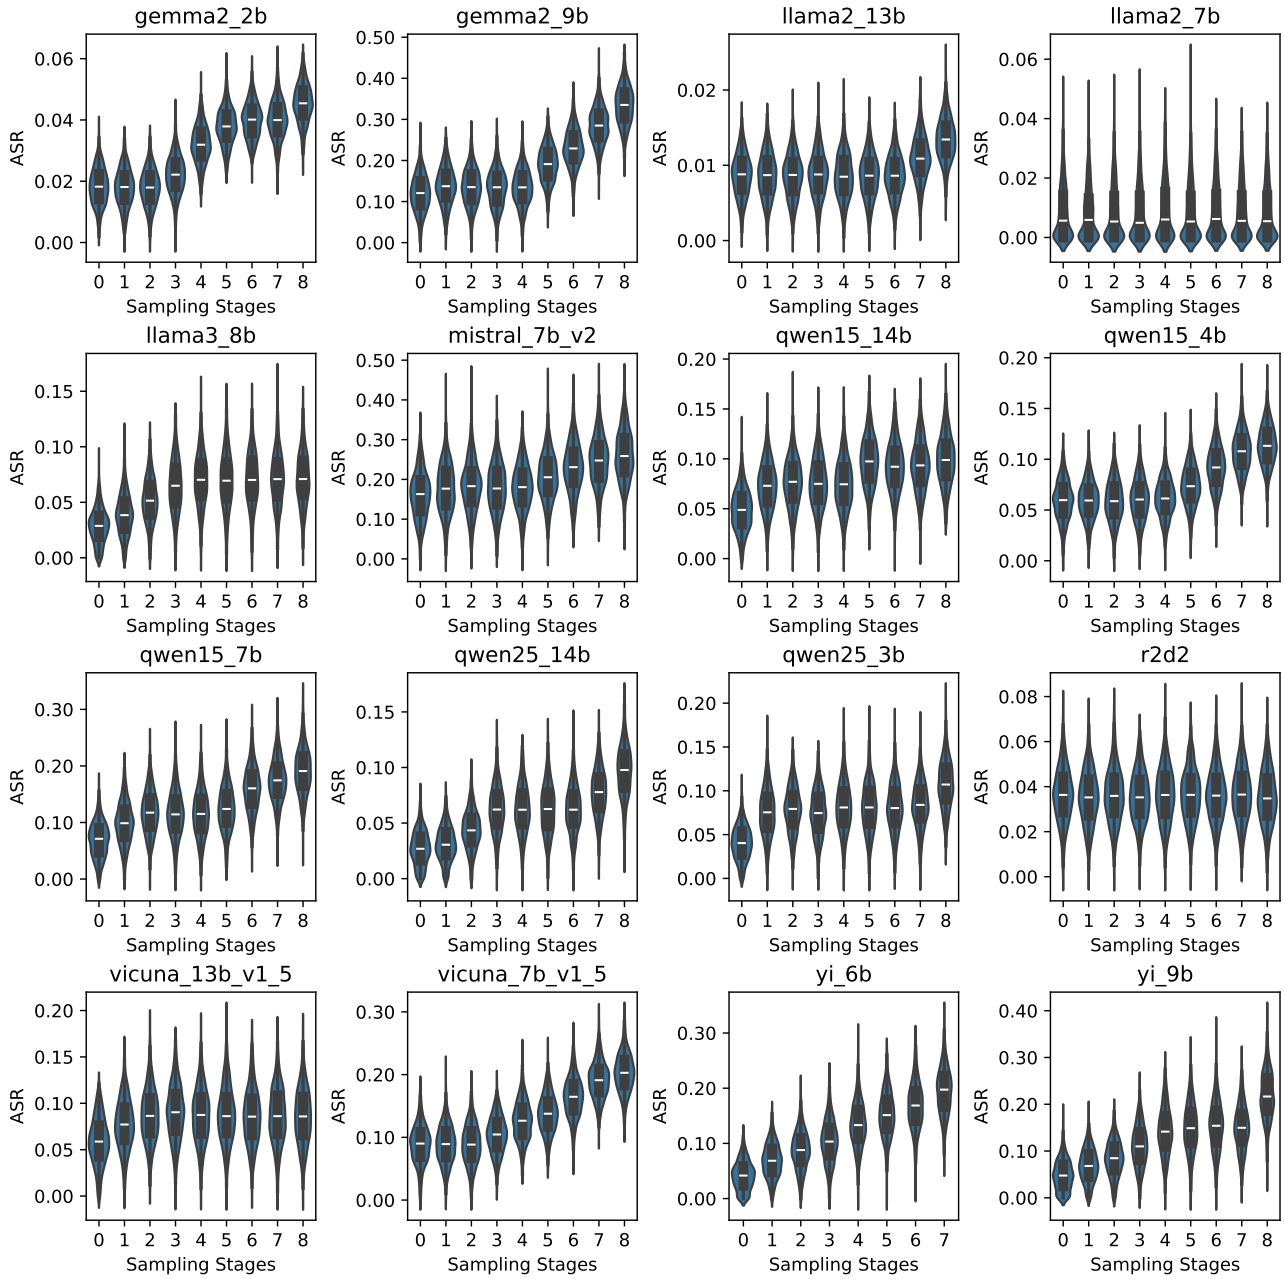 gemma2_2b
ASR
0.06
0.04
0.02
0.00
0 1 2 3 4 5 6 7 8
Sampling Stages
gemma2_9b
ASR
0.50
0.40
0.30
0.20
0.10
0.00
0 1 2 3 4 5 6 7 8
Sampling Stages
llama2_13b
ASR
0.02
0.01
0.00
0 1 2 3 4 5 6 7 8
Sampling Stages
llama2_7b
ASR
0.06
0.04
0.02
0.00
0 1 2 3 4 5 6 7 8
Sampling Stages
llama3_8b
ASR
0.15
0.10
0.05
0.00
0 1 2 3 4 5 6 7 8
Sampling Stages
mistral_7b_v2
ASR
0.50
0.40
0.30
0.20
0.10
0.00
0 1 2 3 4 5 6 7 8
Sampling Stages
qwen15_14b
ASR
0.20
0.15
0.10
0.05
0.00
0 1 2 3 4 5 6 7 8
Sampling Stages
qwen15_4b
ASR
0.20
0.15
0.10
0.05
0.00
0 1 2 3 4 5 6 7 8
Sampling Stages
qwen15_7b
ASR
0.30
0.20
0.10
0.00
0 1 2 3 4 5 6 7 8
Sampling Stages
qwen25_14b
ASR
0.15
0.10
0.05
0.00
0 1 2 3 4 5 6 7 8
Sampling Stages
qwen25_3b
ASR
0.20
0.15
0.10
0.05
0.00
0 1 2 3 4 5 6 7 8
Sampling Stages
r2d2
ASR
0.08
0.06
0.04
0.02
0.00
0 1 2 3 4 5 6 7 8
Sampling Stages
vicuna_13b_v1_5
ASR
0.20
0.15
0.10
0.05
0.00
0 1 2 3 4 5 6 7 8
Sampling Stages
vicuna_7b_v1_5
ASR
0.30
0.20
0.10
0.00
0 1 2 3 4 5 6 7 8
Sampling Stages
yi_6b
ASR
0.30
0.20
0.10
0.00
0 1 2 3 4 5 6 7
Sampling Stages
yi_9b
ASR
0.40
0.30
0.20
0.10
0.00
0 1 2 3 4 5 6 7 8
Sampling Stages